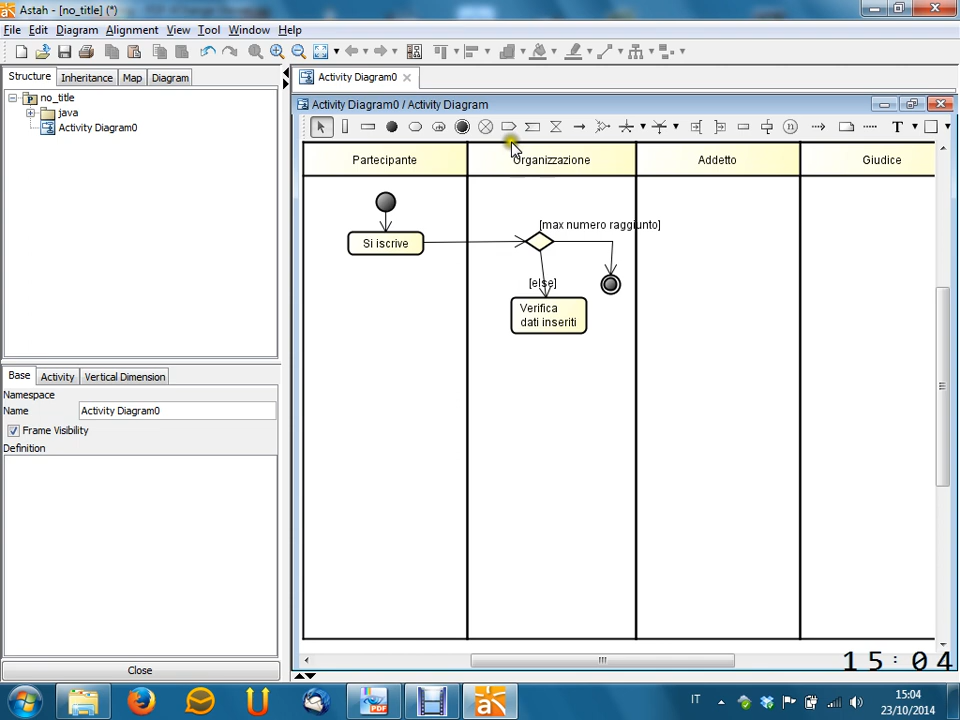 Astah - [no_title] (*)
File Edit Diagram Alignment View Tool Window Help
Structure Inheritance Map Diagram
no_title
java
Activity Diagram0
Base Activity Vertical Dimension
Namespace
Name Activity Diagram0
Frame Visibility
Definition
Close
Activity Diagram0
Activity Diagram0 / Activity Diagram
T
Partecipante Organizzazione Addetto Giudice
[max numero raggiunto]
Si iscrive
[else]
Verifica
dati inseriti
15:04
PDF
IT
15:04
23/10/2014